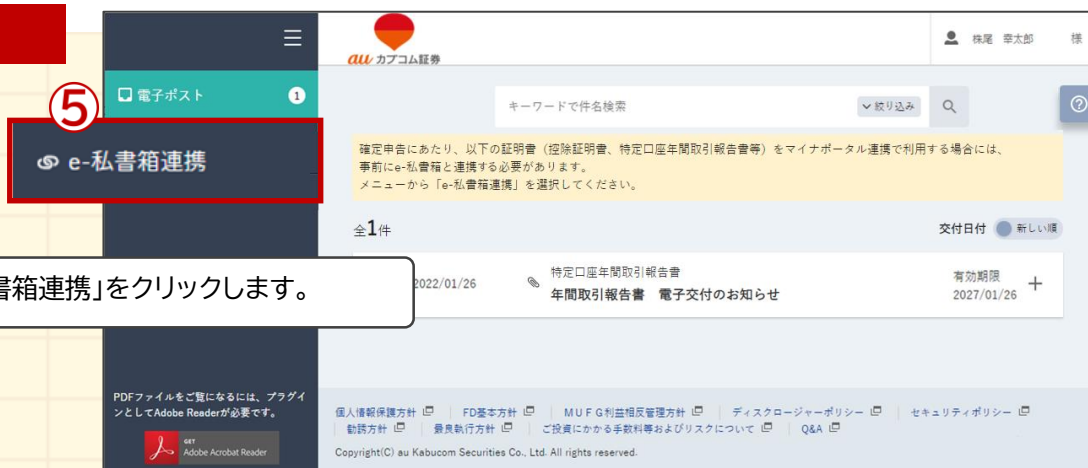 au カブコム証券
株尾 章太郎 様
電子ポスト 1
⑤
e-私書箱連携
キーワードで件名検索
絞り込み
確定申告にあたり、以下の証明書（控除証明書、特定口座年間取引報告書等）をマイナポータル連携で利用する場合には、
事前にe-私書箱と連携する必要があります。
メニューから「e-私書箱連携」を選択してください。
全1件
交付日付 新しい順
書箱連携」をクリックします。
2022/01/26
特定口座年間取引報告書
年間取引報告書 電子交付のお知らせ
有効期限
2027/01/26
PDFファイルをご覧になるには、プラグイ
ンとしてAdobe Readerが必要です。
GET
Adobe Acrobat Reader
個人情報保護方針 FD基本方針 MUFG利益相反管理方針 ディスクロージャーポリシー セキュリティポリシー
勧誘方針 最良執行方針 ご投資にかかる手数料等およびリスクについて Q&A
Copyright(C) au Kabucom Securities Co., Ltd. All rights reserved.